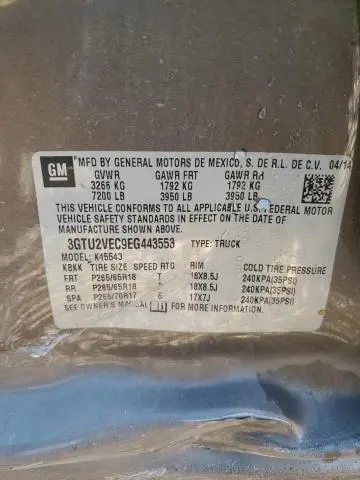 GM
MFD BY GENERAL MOTORS DE MEXICO, S. DE R.L. DE C.V. 04/14
GVWR GAWR FRT GAWR RR
3266 KG 1792 KG 1792 KG
7200 LB 3950 LB 3950 LB
THIS VEHICLE CONFORMS TO ALL APPLICABLE U.S. FEDERAL MOTOR
VEHICLE SAFETY STANDARDS IN EFFECT ON THE DATE OF
MANUFACTURE SHOWN ABOVE.
3GTU2VEC9EG443553 TYPE: TRUCK
MODEL: K15543
KBKK TIRE SIZE SPEED RTG RIM COLD TIRE PRESSURE
FRT P265/65R18 T 18X8.5J 240KPA(35PSI)
RR P265/65R18 T 18X8.5J 240KPA(35PSI)
SPA P265/70R17 S 17X7J 240KPA(35PSI)
SEE OWNER'S MANUAL FOR MORE INFORMATION